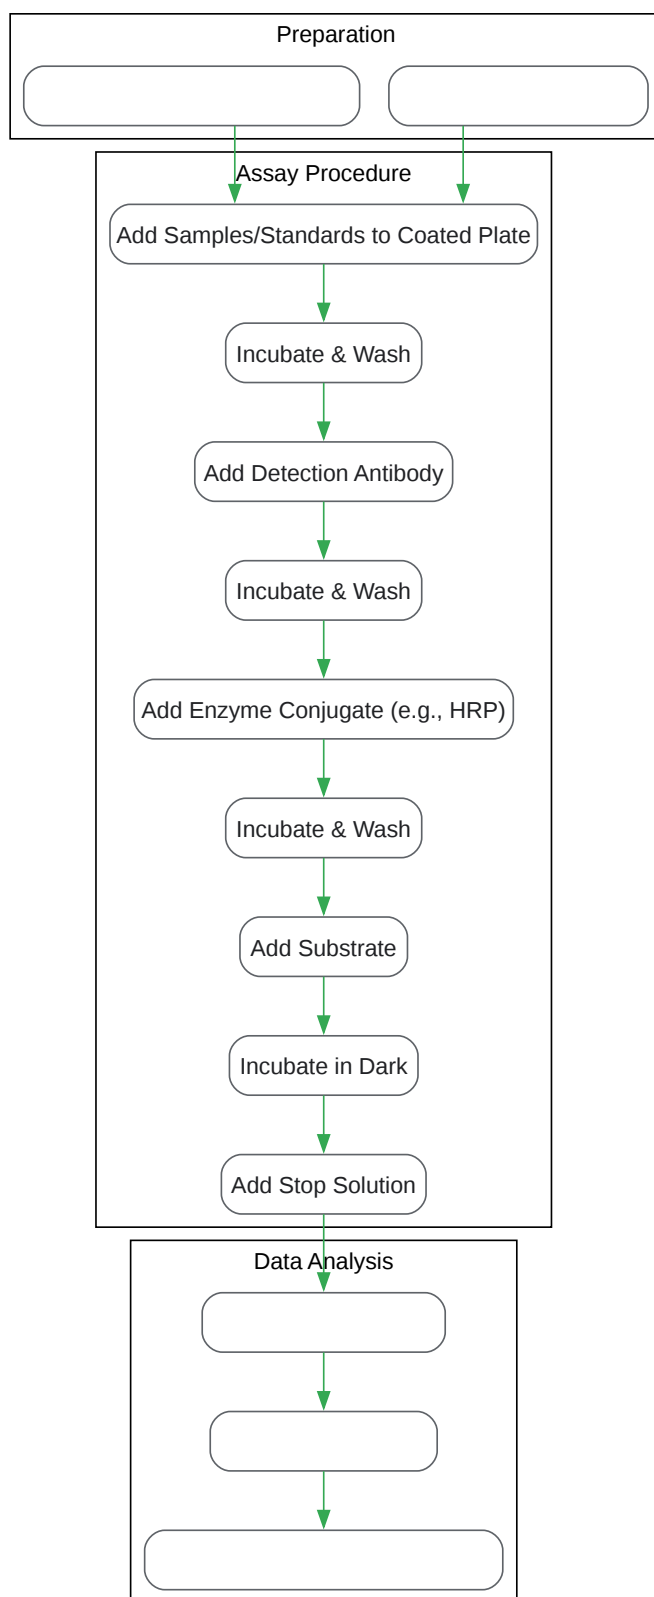 Preparation
Assay Procedure
Add Samples/Standards to Coated Plate
Incubate & Wash
Add Detection Antibody
Incubate & Wash
Add Enzyme Conjugate (e.g., HRP)
Incubate & Wash
Add Substrate
Incubate in Dark
Add Stop Solution
Data Analysis